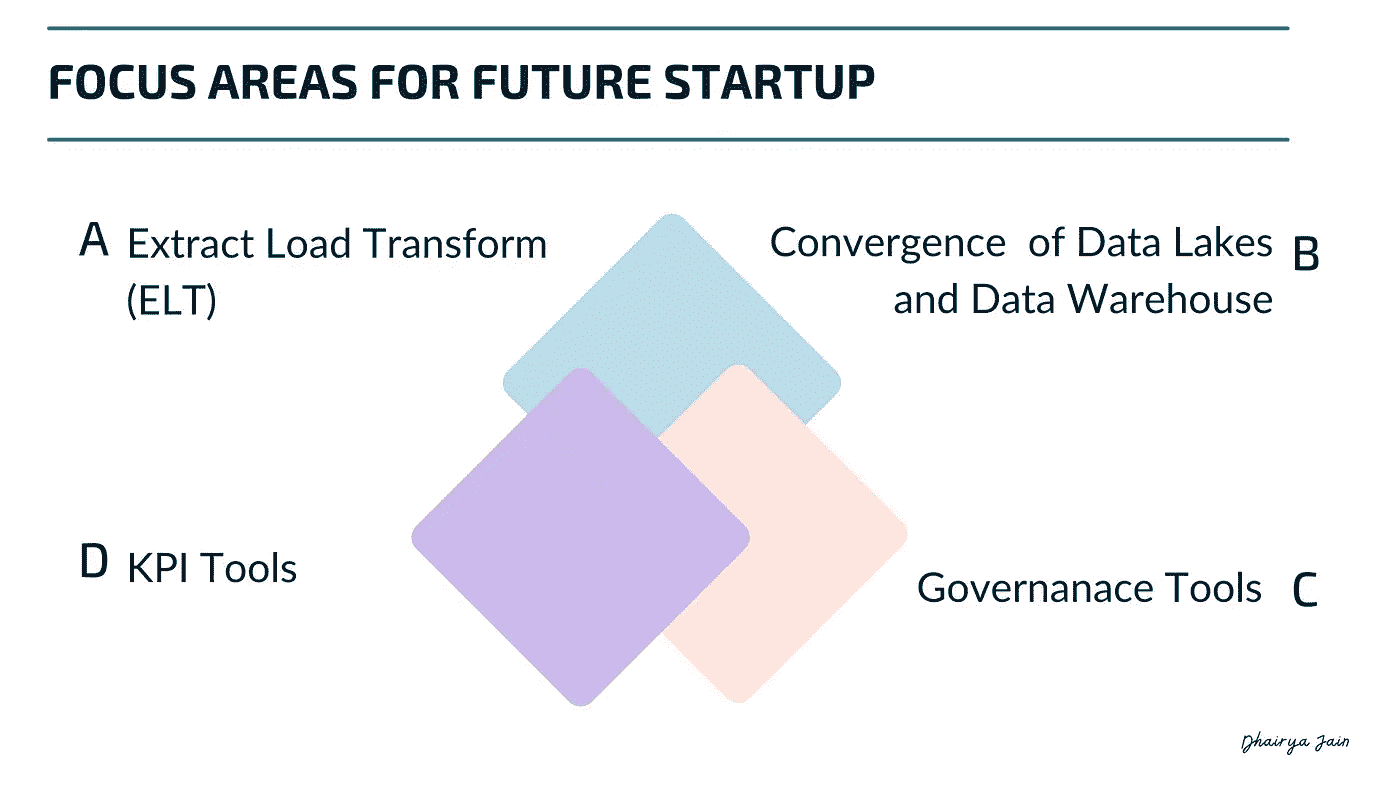 FOCUS AREAS FOR FUTURE STARTUP
A Extract Load Transform
(ELT)
Convergence of Data Lakes B
and Data Warehouse
D KPI Tools
Governanace Tools C
Dhairya Jain